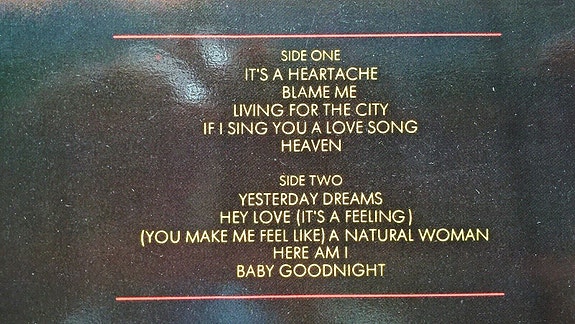 SIDE ONE
IT'S A HEARTACHE
BLAME ME
LIVING FOR THE CITY
IF I SING YOU A LOVE SONG
HEAVEN
SIDE TWO
YESTERDAY DREAMS
HEY LOVE (IT'S A FEELING)
(YOU MAKE ME FEEL LIKE) A NATURAL WOMAN
HERE AM I
BABY GOODNIGHT